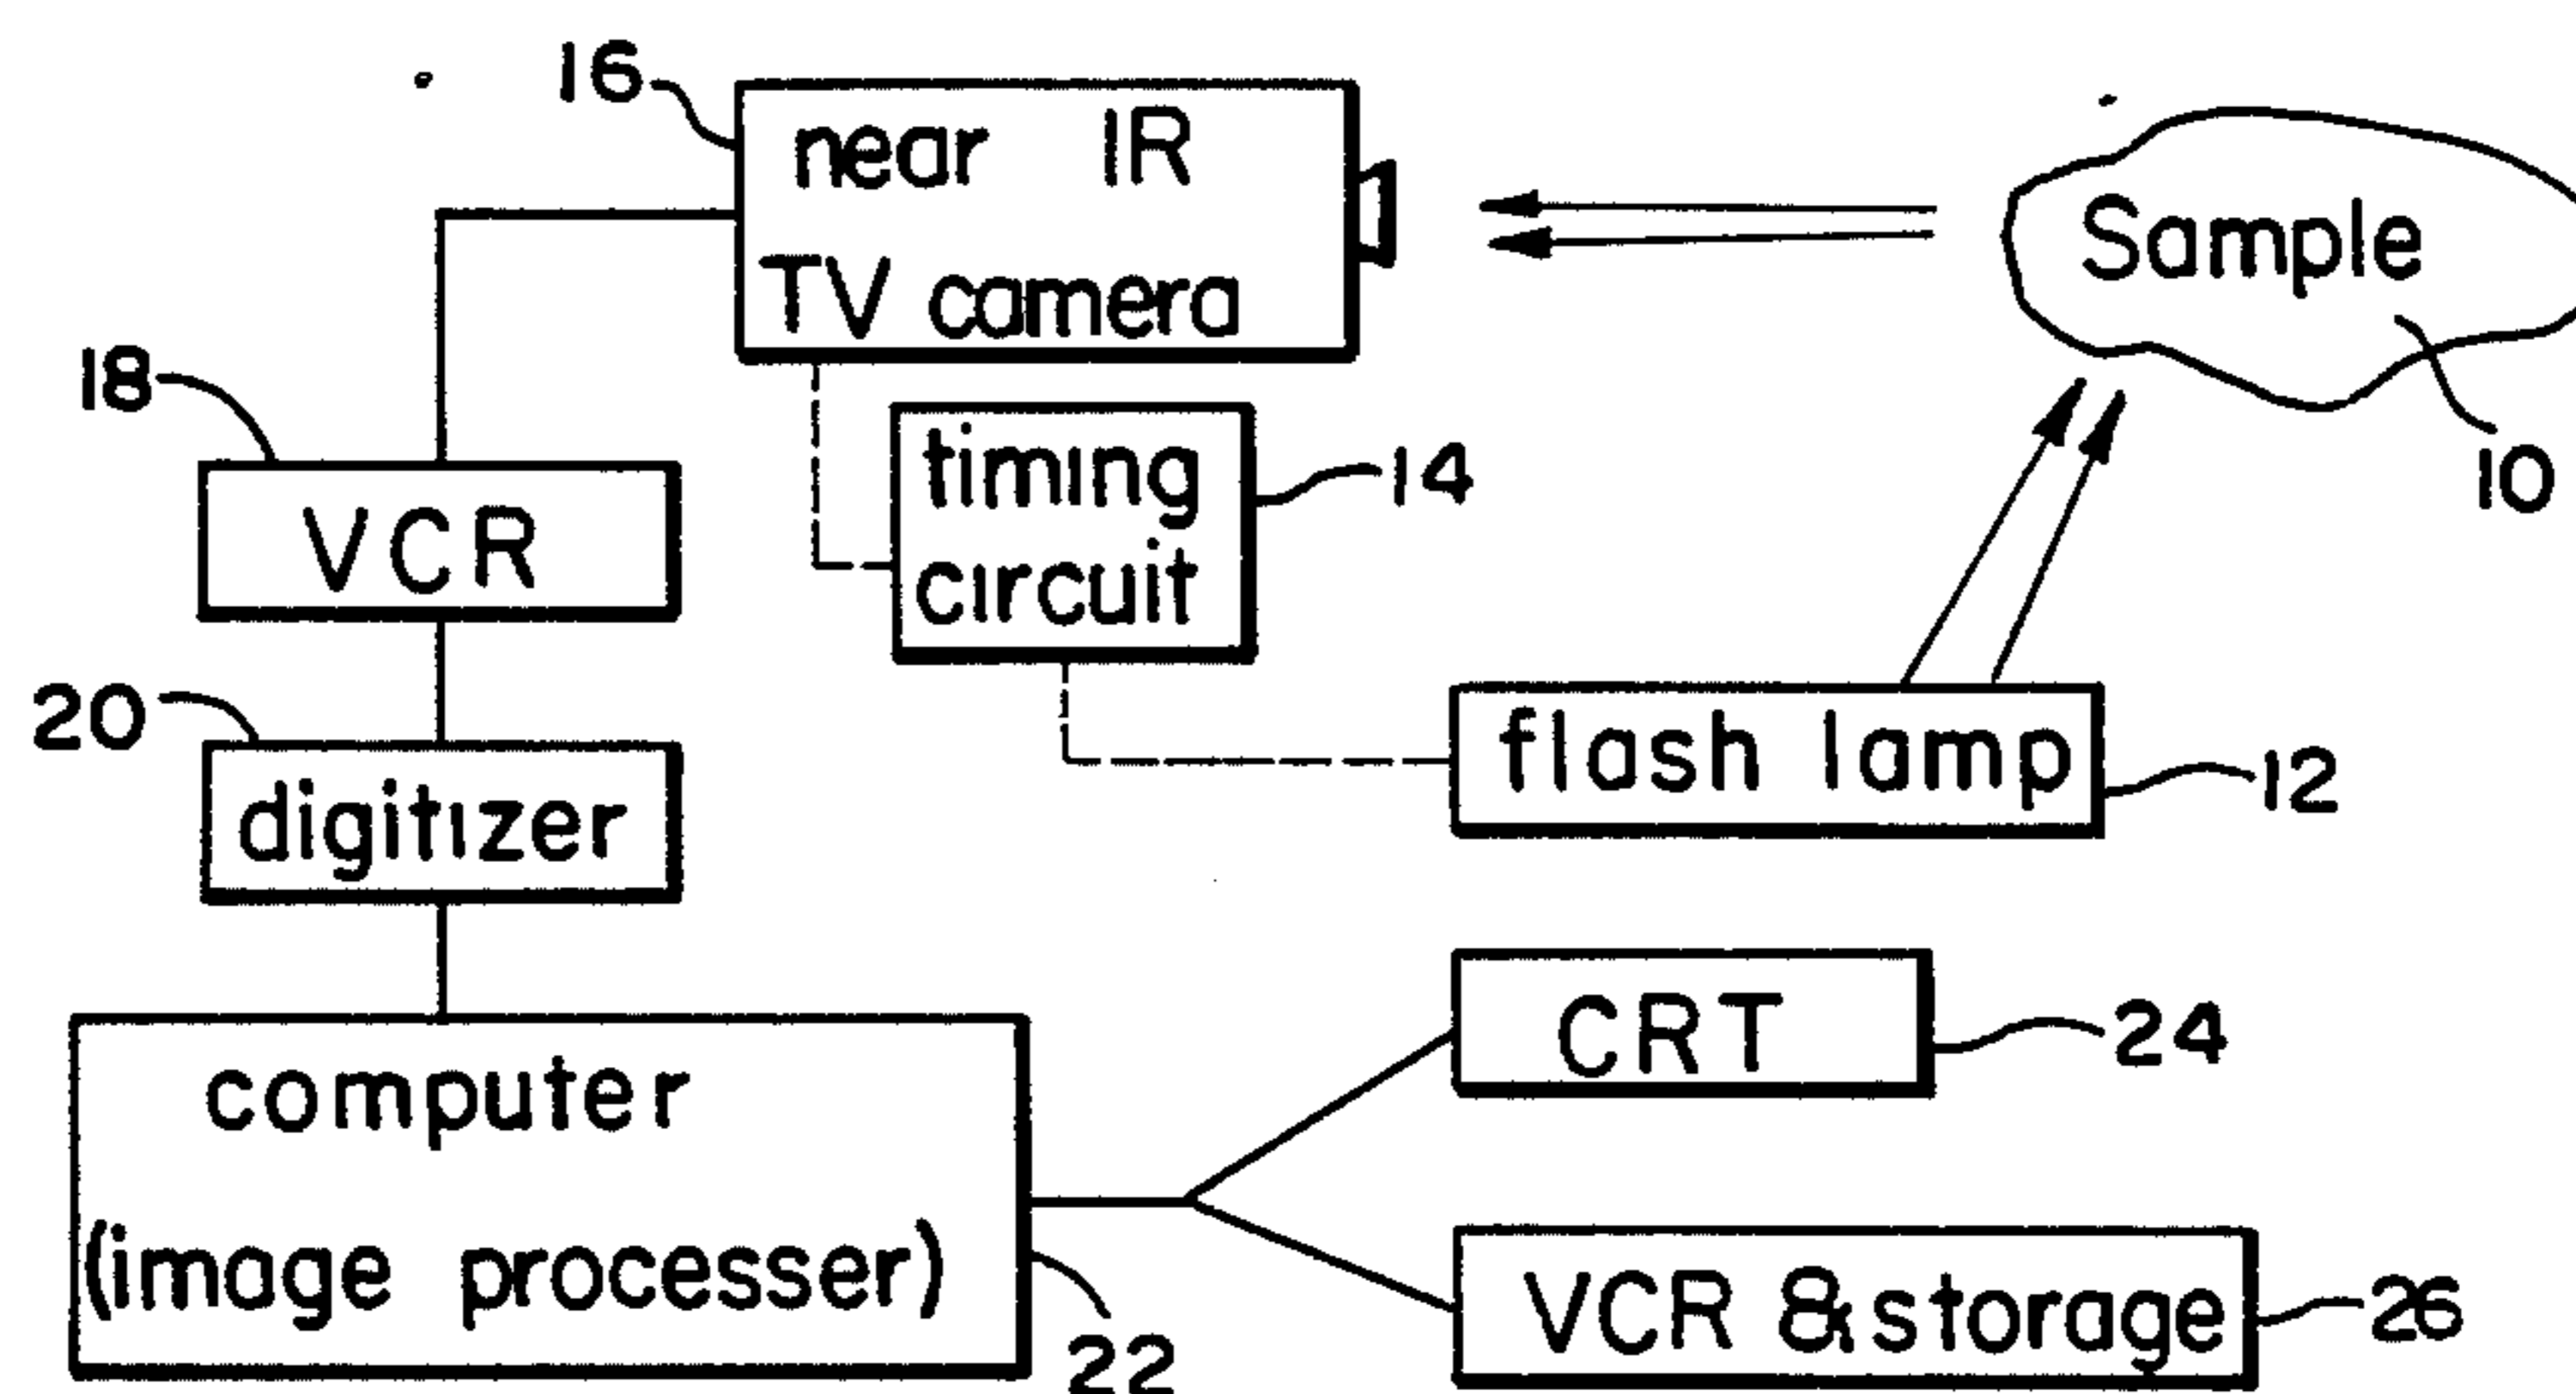 16
near IR
TV camera
Sample
10
18
VCR
timing
circuit
14
20
digitizer
flash lamp
12
computer
(image processer)
22
CRT
24
VCR & storage
26